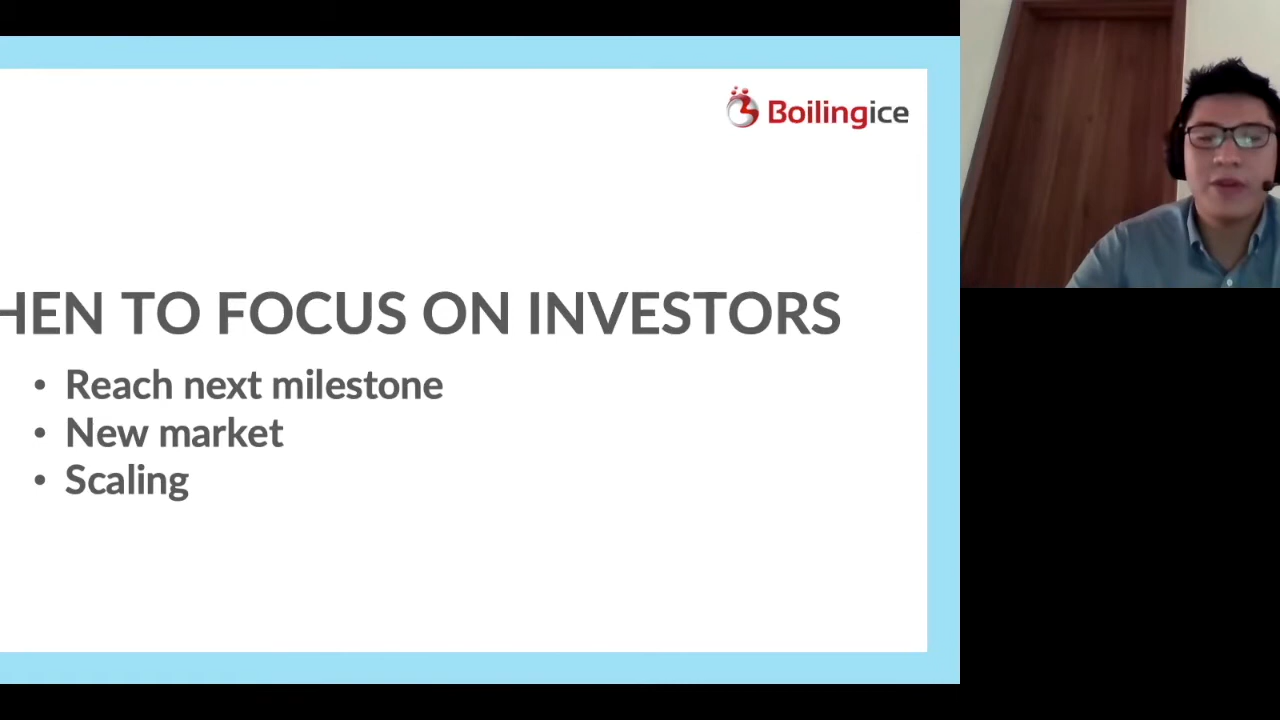 Boilingice
HEN TO FOCUS ON INVESTORS
• Reach next milestone
• New market
• Scaling